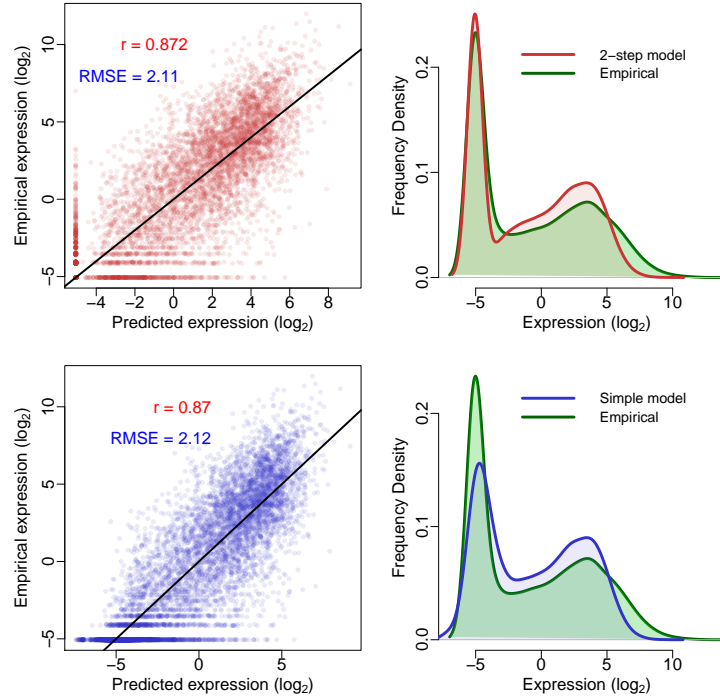 r = 0.872
RMSE = 2.11
Empirical expression (log2)
10
5
0
−5
−4
−2
0
2
4
6
8
Predicted expression (log2)
2−step model
Empirical
Frequency Density
0.2
0.1
0.0
−5
0
5
10
Expression (log2)
r = 0.87
RMSE = 2.12
Empirical expression (log2)
10
5
0
−5
−5
0
5
Predicted expression (log2)
Simple model
Empirical
Frequency Density
0.2
0.1
0.0
−5
0
5
10
Expression (log2)